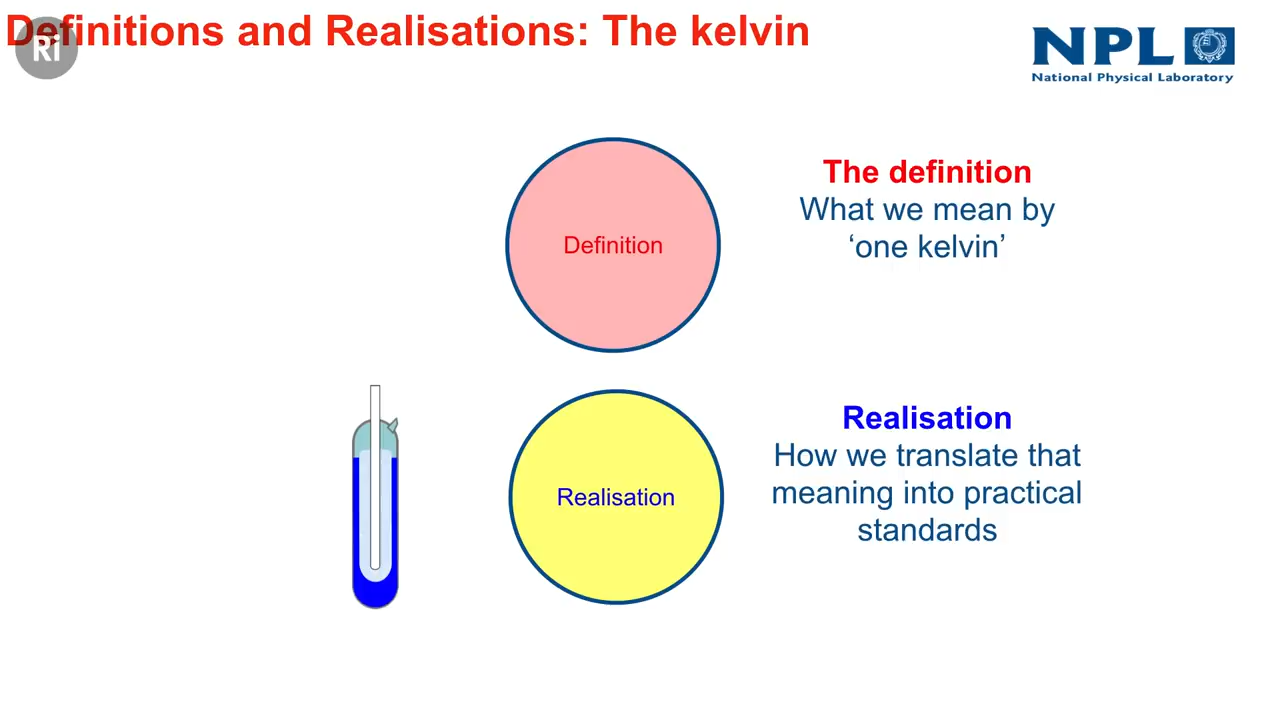 Definitions and Realisations: The kelvin
Ri
NPL
National Physical Laboratory
Definition
The definition
What we mean by
‘one kelvin’
Realisation
Realisation
How we translate that
meaning into practical
standards